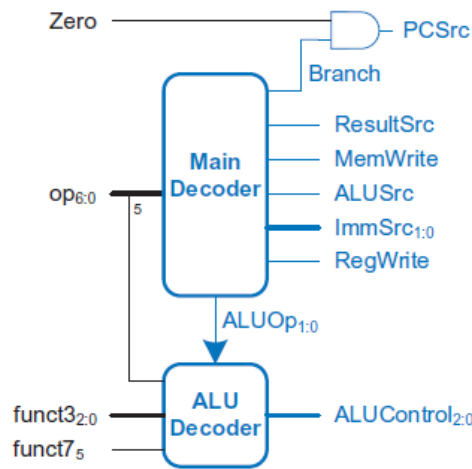 Zero
PCSrc
Branch
ResultSrc
Main
Decoder
MemWrite
op6:0
5
ALUSrc
ImmSrc1:0
RegWrite
ALUOp1:0
funct32:0
ALU
Decoder
ALUControl2:0
funct75